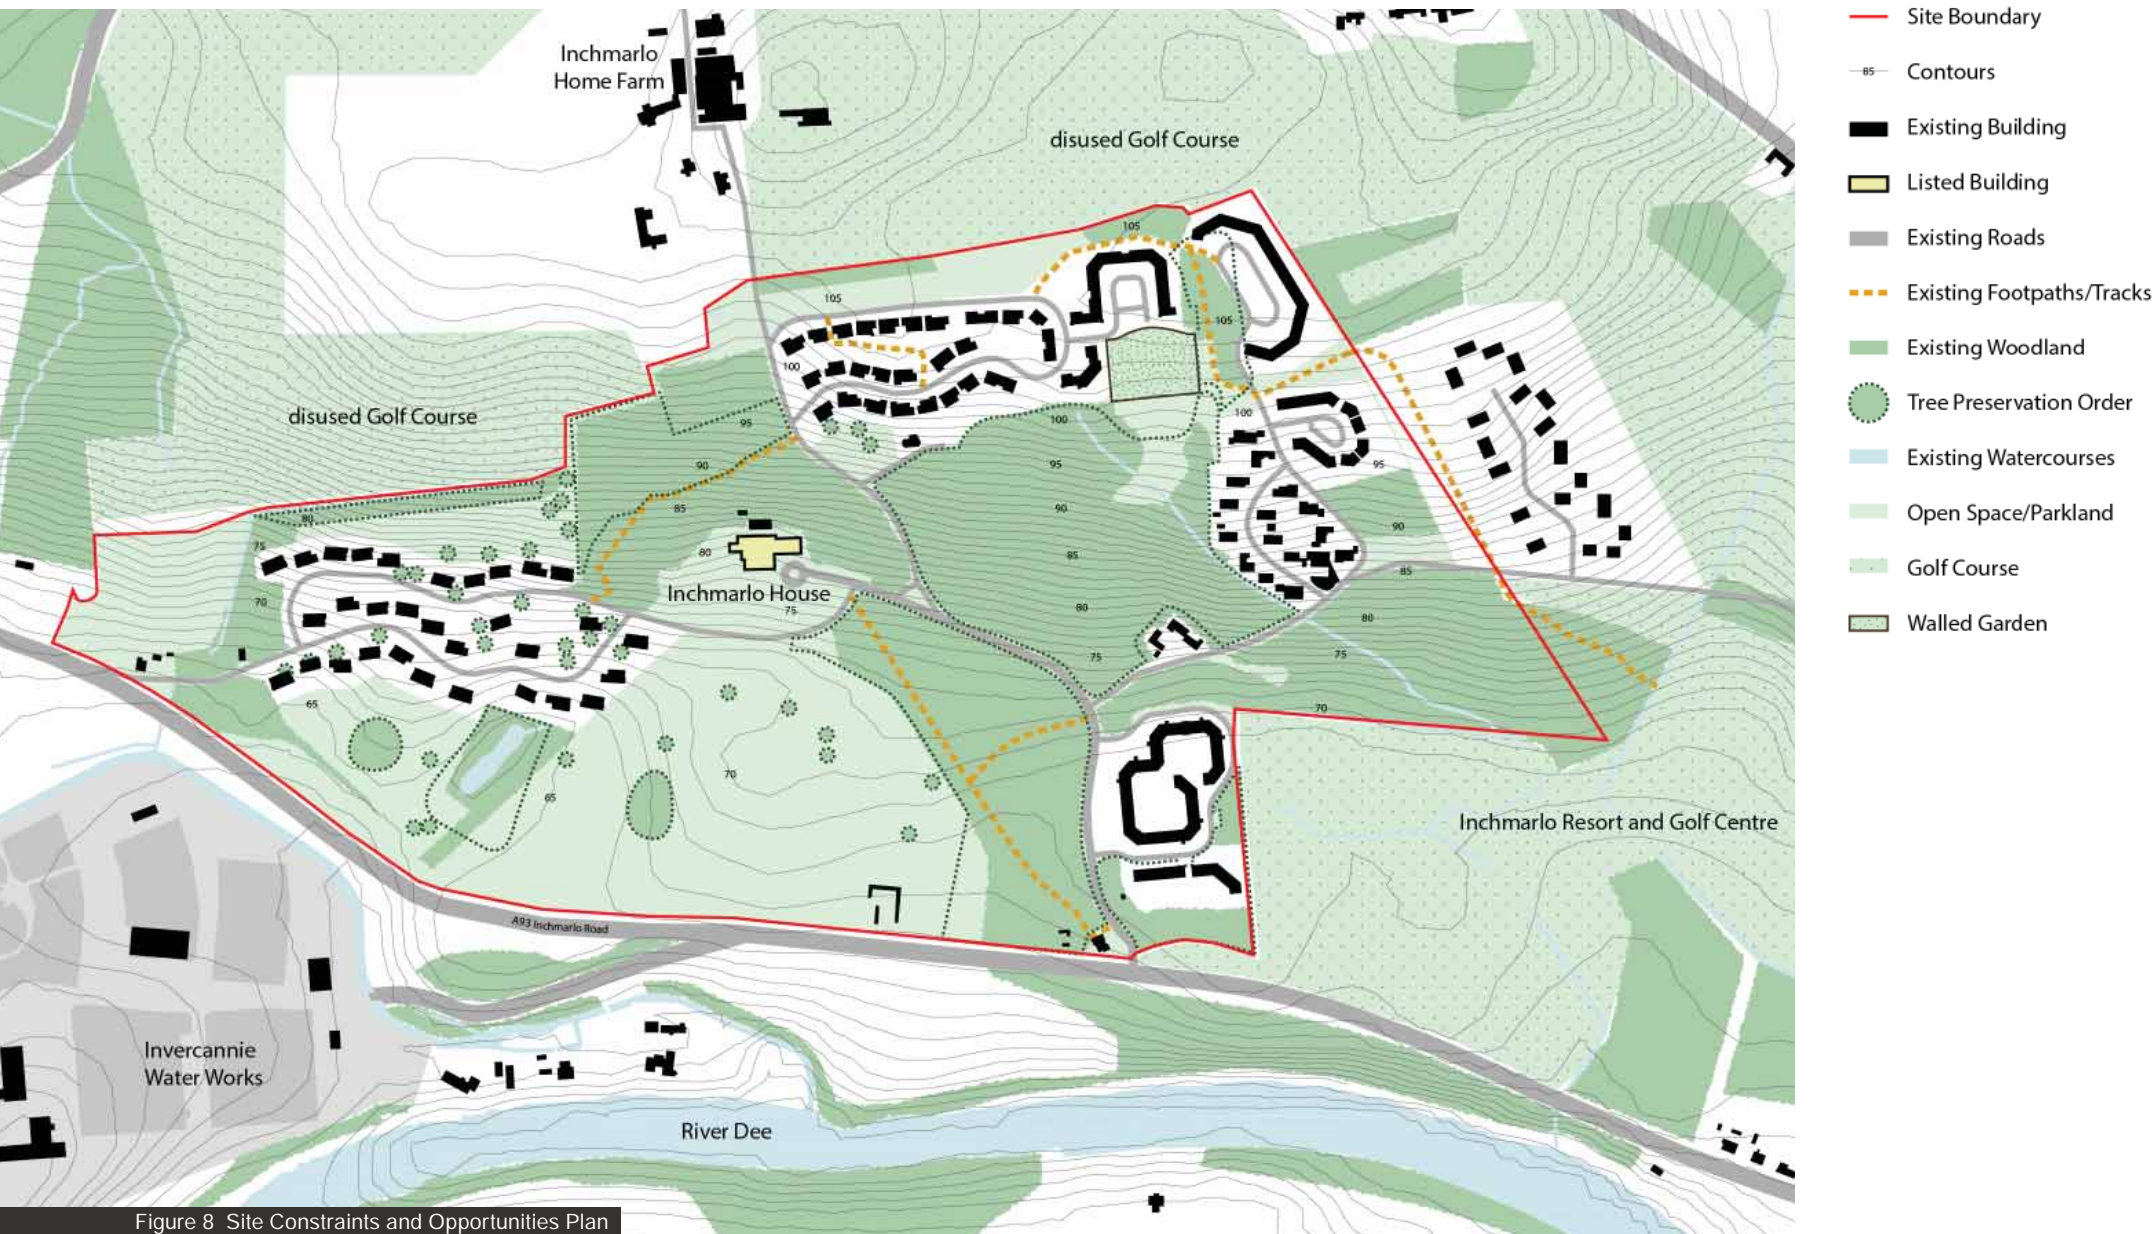 Inchmarlo
Home Farm
disused Golf Course
105
105
105
100
disused Golf Course
95
100
100
90
95
95
85
90
90
80
75
80
85
85
70
Inchmarlo House
75
80
80
75
75
65
70
70
65
Inchmarlo Resort and Golf Centre
A93 Inchmarlo Road
Invercannie
Water Works
River Dee
Figure 8 Site Constraints and Opportunities Plan
Site Boundary
85
Contours
Existing Building
Listed Building
Existing Roads
Existing Footpaths/Tracks
Existing Woodland
Tree Preservation Order
Existing Watercourses
Open Space/Parkland
Golf Course
Walled Garden